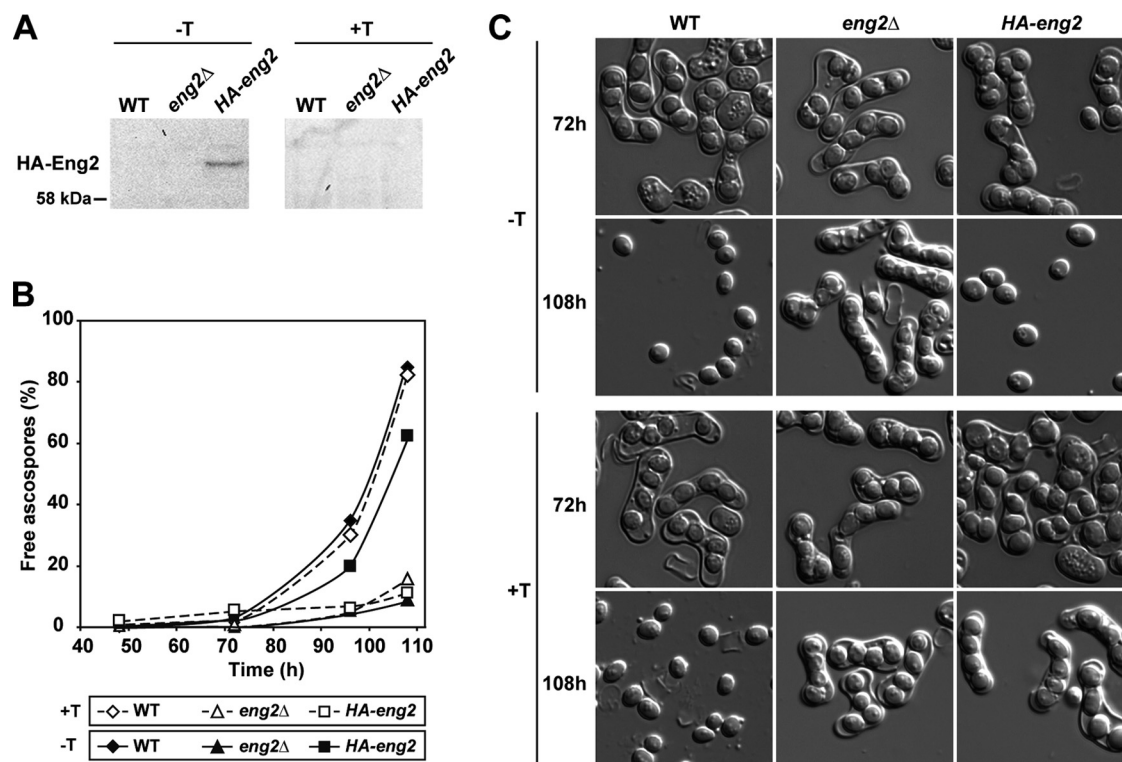 A
-T
+T
WT
eng2Δ
HA-eng2
WT
eng2Δ
HA-eng2
HA-Eng2
58 kDa
B
Free ascospores (%)
100
80
60
40
20
0
40 50 60 70 80 90 100 110
Time (h)
+T WT eng2Δ HA-eng2
-T WT eng2Δ HA-eng2
C
WT eng2Δ HA-eng2
-T
72h
108h
+T
72h
108h